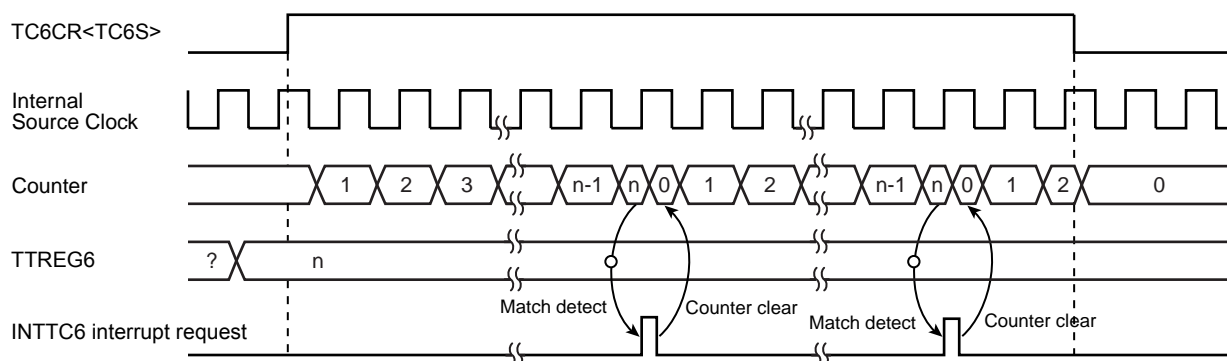 TC6CR<TC6S>
Internal
Source Clock
Counter
1 2 3 n-1 n 0 1 2 n-1 n 0 1 2 0
TTREG6
? n
Match detect Counter clear Match detect Counter clear
INTTC6 interrupt request